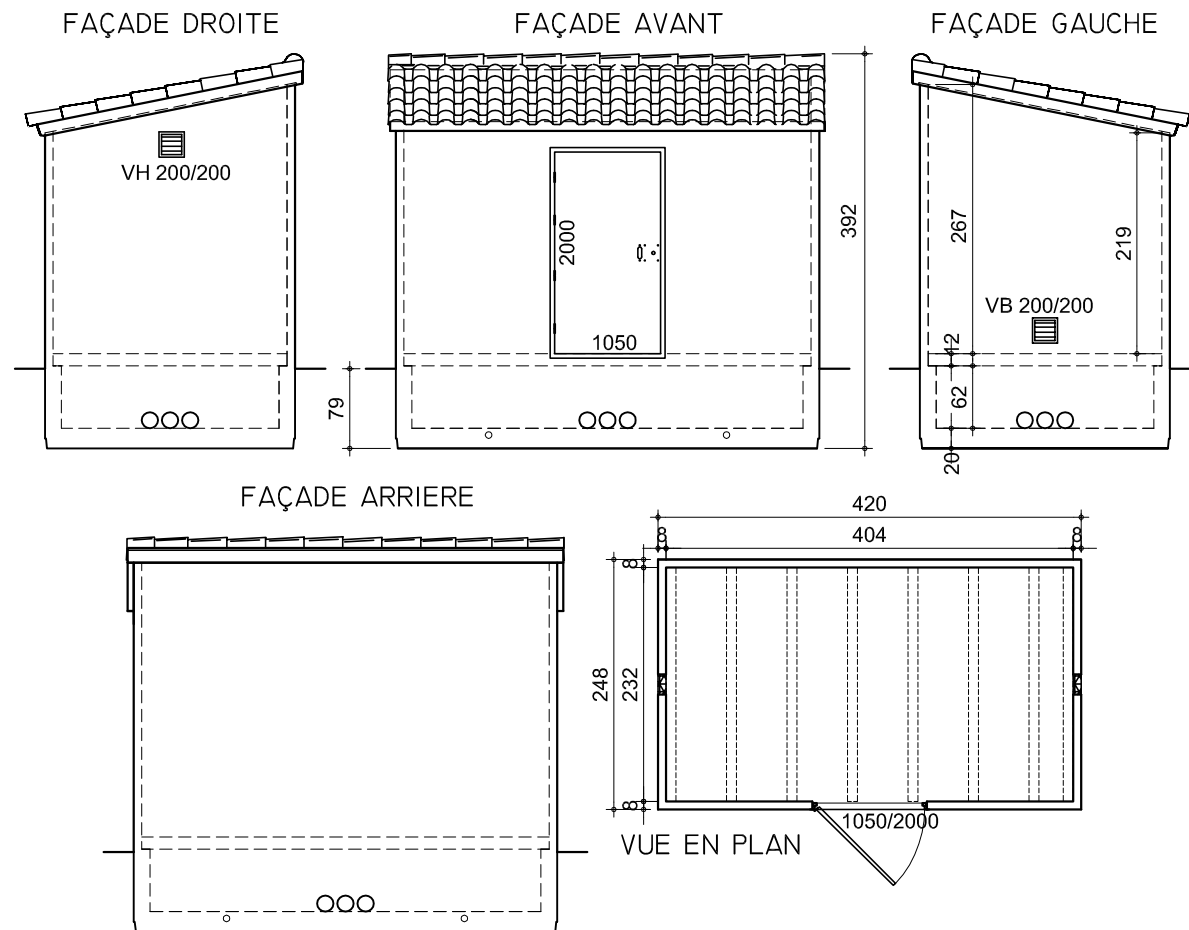 FAÇADE DROITE
FAÇADE AVANT
FAÇADE GAUCHE
VH 200/200
2000
1050
392
267
219
VB 200/200
12
62
20
79
FAÇADE ARRIERE
420
404
8
8
8
248
232
8
1050/2000
VUE EN PLAN